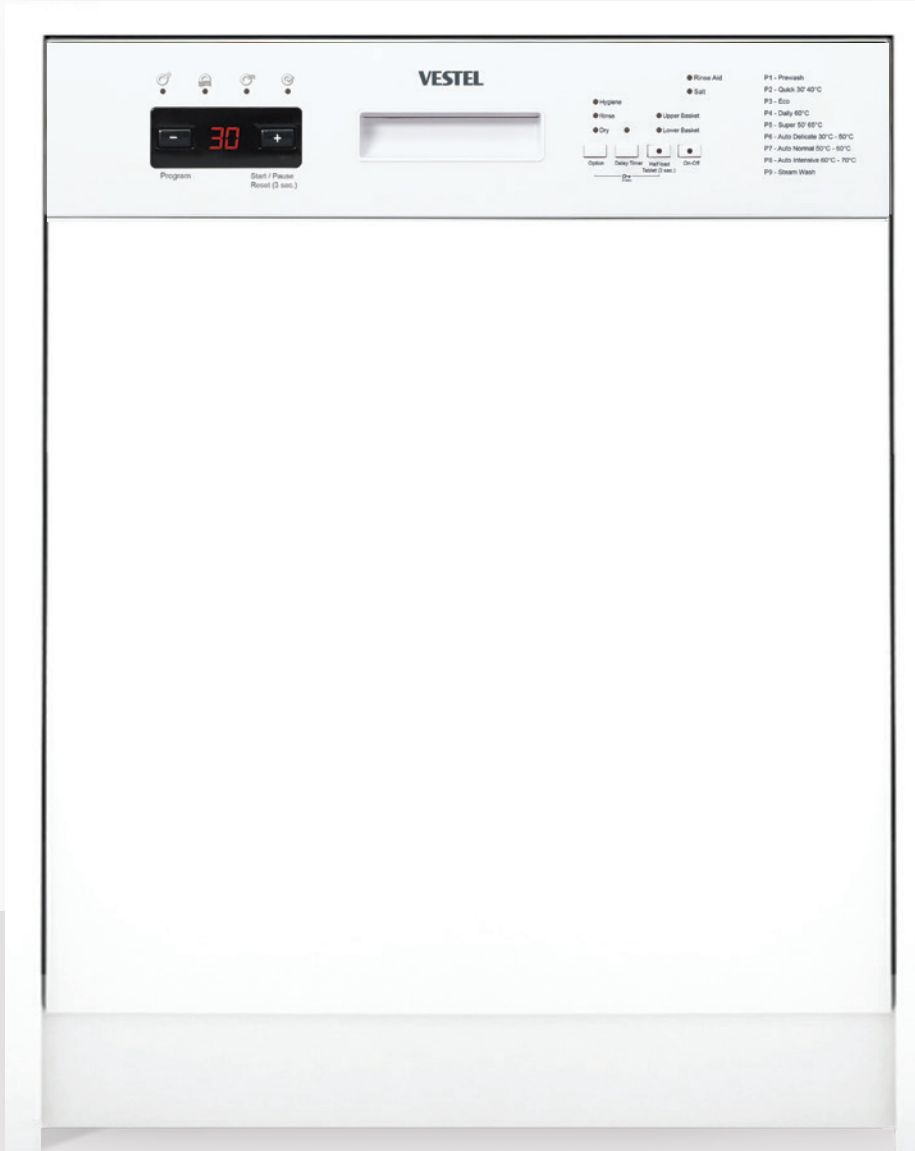 VESTEL
30
-
+
Program
Start / Pause
Reset (3 sec.)
Rinse Aid
Salt
Hygiene
Rinse
Upper Basket
Dry
Lower Basket
Option
Delay Timer
Half load
Tablet (3 sec.)
On-Off
P1 - Prewash
P2 - Quick 30' 40°C
P3 - Eco
P4 - Daily 60°C
P5 - Super 50' 65°C
P6 - Auto Delicate 30°C - 50°C
P7 - Auto Normal 50°C - 60°C
P8 - Auto Intensive 60°C - 70°C
P9 - Steam Wash